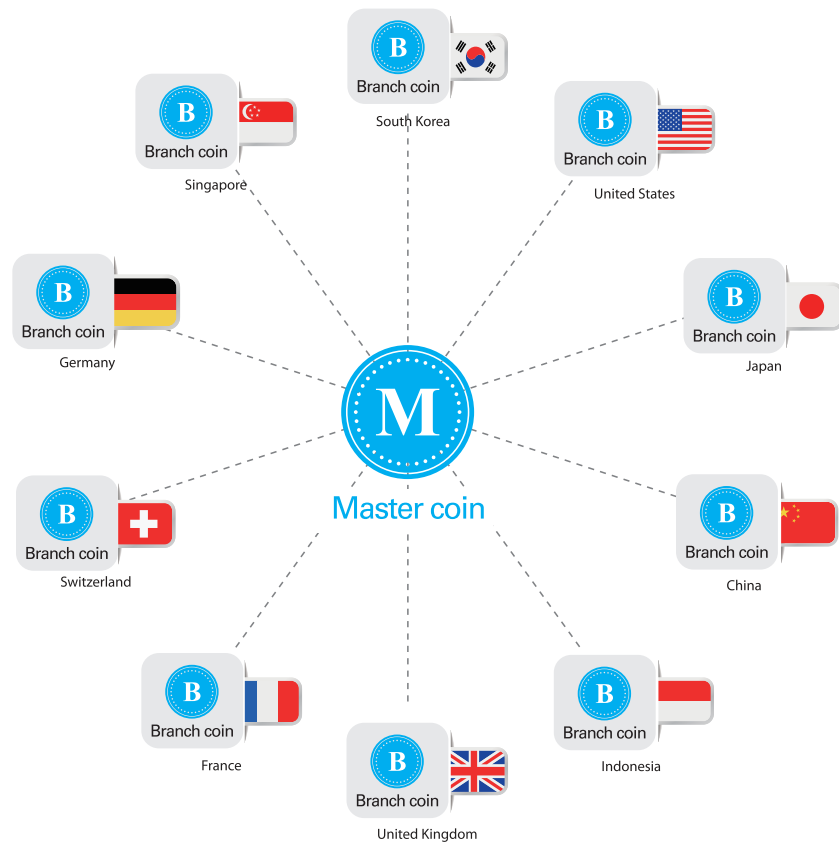 B
Branch coin
South Korea
B
Branch coin
Singapore
B
Branch coin
United States
B
Branch coin
Germany
B
Branch coin
Japan
M
Master coin
B
Branch coin
Switzerland
B
Branch coin
China
B
Branch coin
France
B
Branch coin
Indonesia
B
Branch coin
United Kingdom